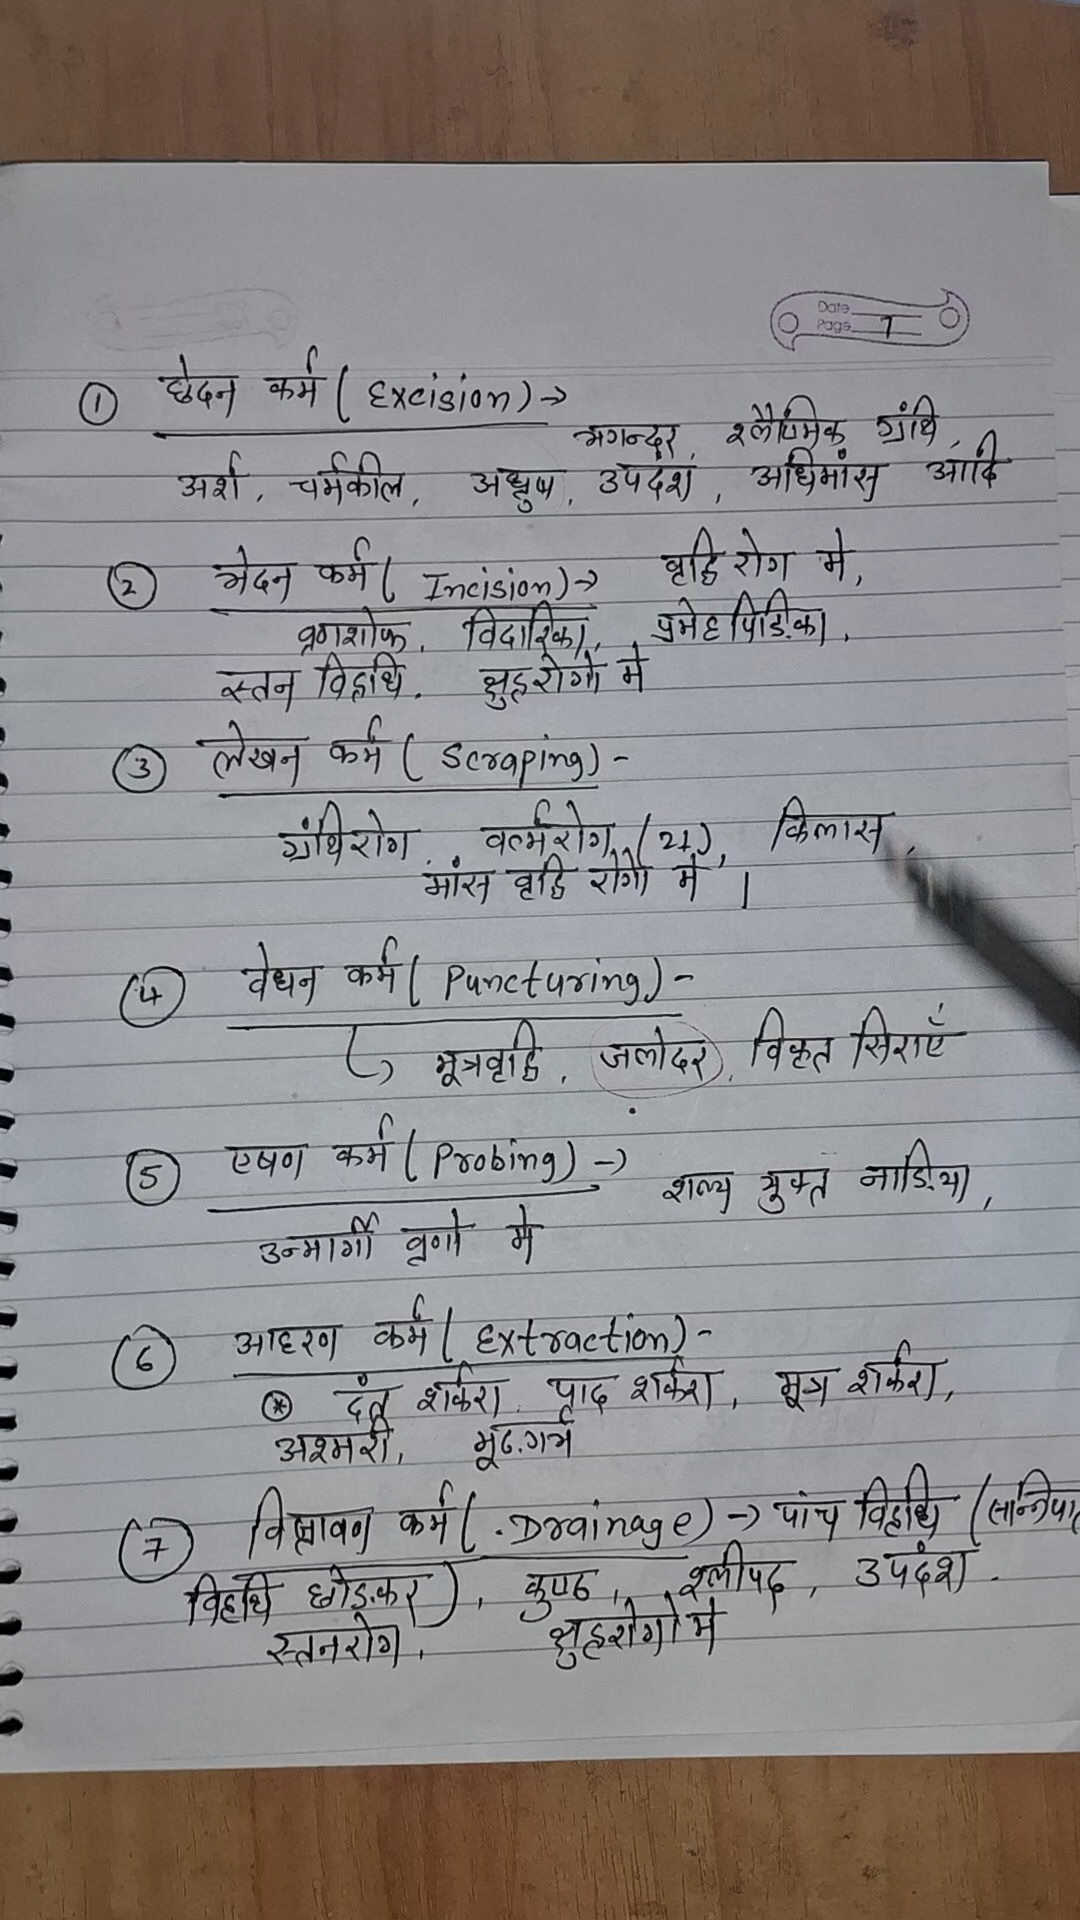 Date
Page 7
① छेदन कर्म ( Excision) →
भगन्दर, श्लैष्मिक ग्रंथि,
अर्श, चर्मकील, अध्रुष, उपदंश, अधिमांस आदि
② भेदन कर्म ( Incision) → वृद्धि रोग मे,
व्रणशोफ, विदारिका, प्रमेह पिडि़का,
स्तन विद्रधि, क्षुद्ररोगो मे
③ लेखन कर्म ( Scraping) -
ग्रंथिरोग, वर्त्मरोग (21), किलास,
मांस वृद्धि रोगो मे ।
④ वेधन कर्म ( Puncturing) -
↳ मूत्रवृद्धि, जलोदर, विकृत सिराएँ
⑤ एषण कर्म ( Probing) → शल्य युक्त नाडि़या,
उन्मार्गी व्रणो मे
⑥ आहरण कर्म ( Extraction) -
⊛ दंत शर्करा, पाद शर्करा, मूत्र शर्करा,
अश्मरी, मूढ़गर्भ
⑦ विस्रावण कर्म ( Drainage) → पांच विद्रधि (सन्निपात
विद्रधि छोड़कर), कुष्ठ, श्लीपद, उपदंश.
स्तनरोग, क्षुद्ररोगो मे